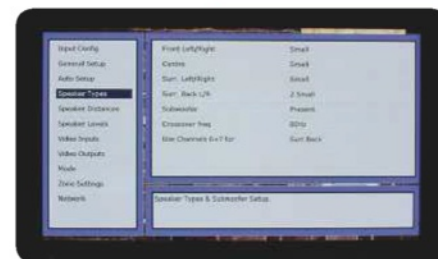 Input Config
General Setup
Auto Setup
Speaker Types
Speaker Distances
Speaker Levels
Video Inputs
Video Outputs
Mode
Zone Settings
Network
Front Left/Right Small
Centre Small
Surr. Left/Right Small
Surr. Back L/R 2 Small
Subwoofer Present
Crossover freq 80Hz
Use Channels 6+7 for Surr Back
Speaker Types & Subwoofer Setup